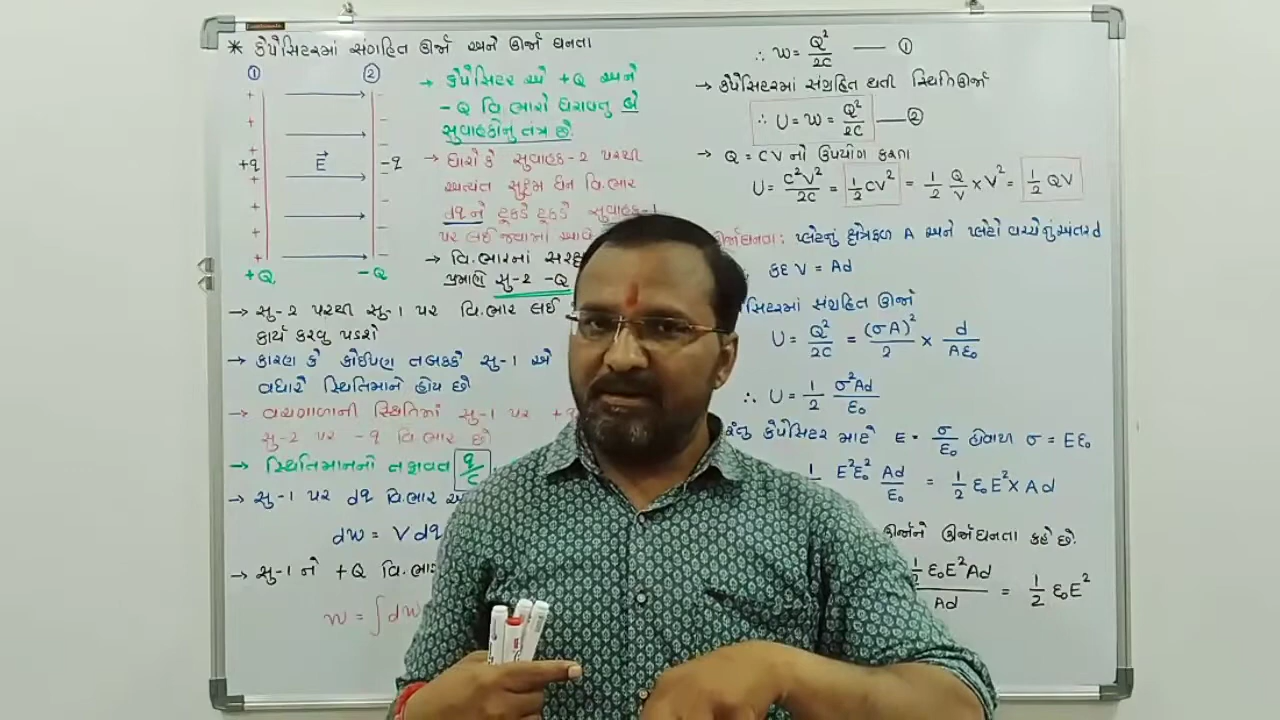 * કેપેસિટરમાં સંગ્રહિત ઊર્જા અને ઊર્જા ઘનતા
① ②
+q E⃗ -q
+Q -Q
→ કેપેસિટર એ +Q અને
-Q વિ.ભારો ધરાવતુ બે
સુવાહકોનુ તંત્ર છે.
→ ધારો કે સુવાહક-2 પરથી
અત્યંત સુક્ષ્મ ધન વિ.ભાર
dq ને ટૂકડે ટૂકડે સુવાહક-1
પર લઈ જવામાં આવે
→ વિ.ભારનાં
પ્રમાણે સુ-2 -Q
→ સુ-2 પરથી સુ-1 પર વિ.ભાર લઈ
કાર્ય કરવુ પડશે
→ કારણ કે કોઈપણ તબક્કે સુ-1 એ
વધારે સ્થિતિમાને હોય છે
→ વચગાળાની સ્થિતિમાં સુ-1 પર +q
સુ-2 પર -q વિ.ભાર છે
→ સ્થિતિમાનનો તફાવત q/c
→ સુ-1 પર dq વિ.ભાર
dw = V dq
→ સુ-1 ને +Q વિ.ભા
w = ∫ dw
∴ w = Q²/2C —— ①
→ કેપેસિટરમાં સંગ્રહિત થતી સ્થિતિઊર્જા
∴ U = w = Q²/2C —— ②
→ Q = CV નો ઉપયોગ કરતા
U = C²V²/2C = 1/2 CV² = 1/2 Q/V × V² = 1/2 QV
ઊર્જાઘનતા: પ્લેટનું ક્ષેત્રફળ A અને પ્લેટો વચ્ચેનું અંતર d
કદ V = Ad
સિટરમાં સંગ્રહિત ઊર્જા
U = Q²/2C = (σA)²/2 × d/Aε₀
∴ U = 1/2 σ²Ad/ε₀
કેપેસિટર માટે E = σ/ε₀ હોવાથી σ = Eε₀
1 E²ε₀² Ad/ε₀ = 1/2 ε₀E² × Ad
ઊર્જાને ઊર્જાઘનતા કહે છે.
1/2 ε₀E²Ad/Ad = 1/2 ε₀E²